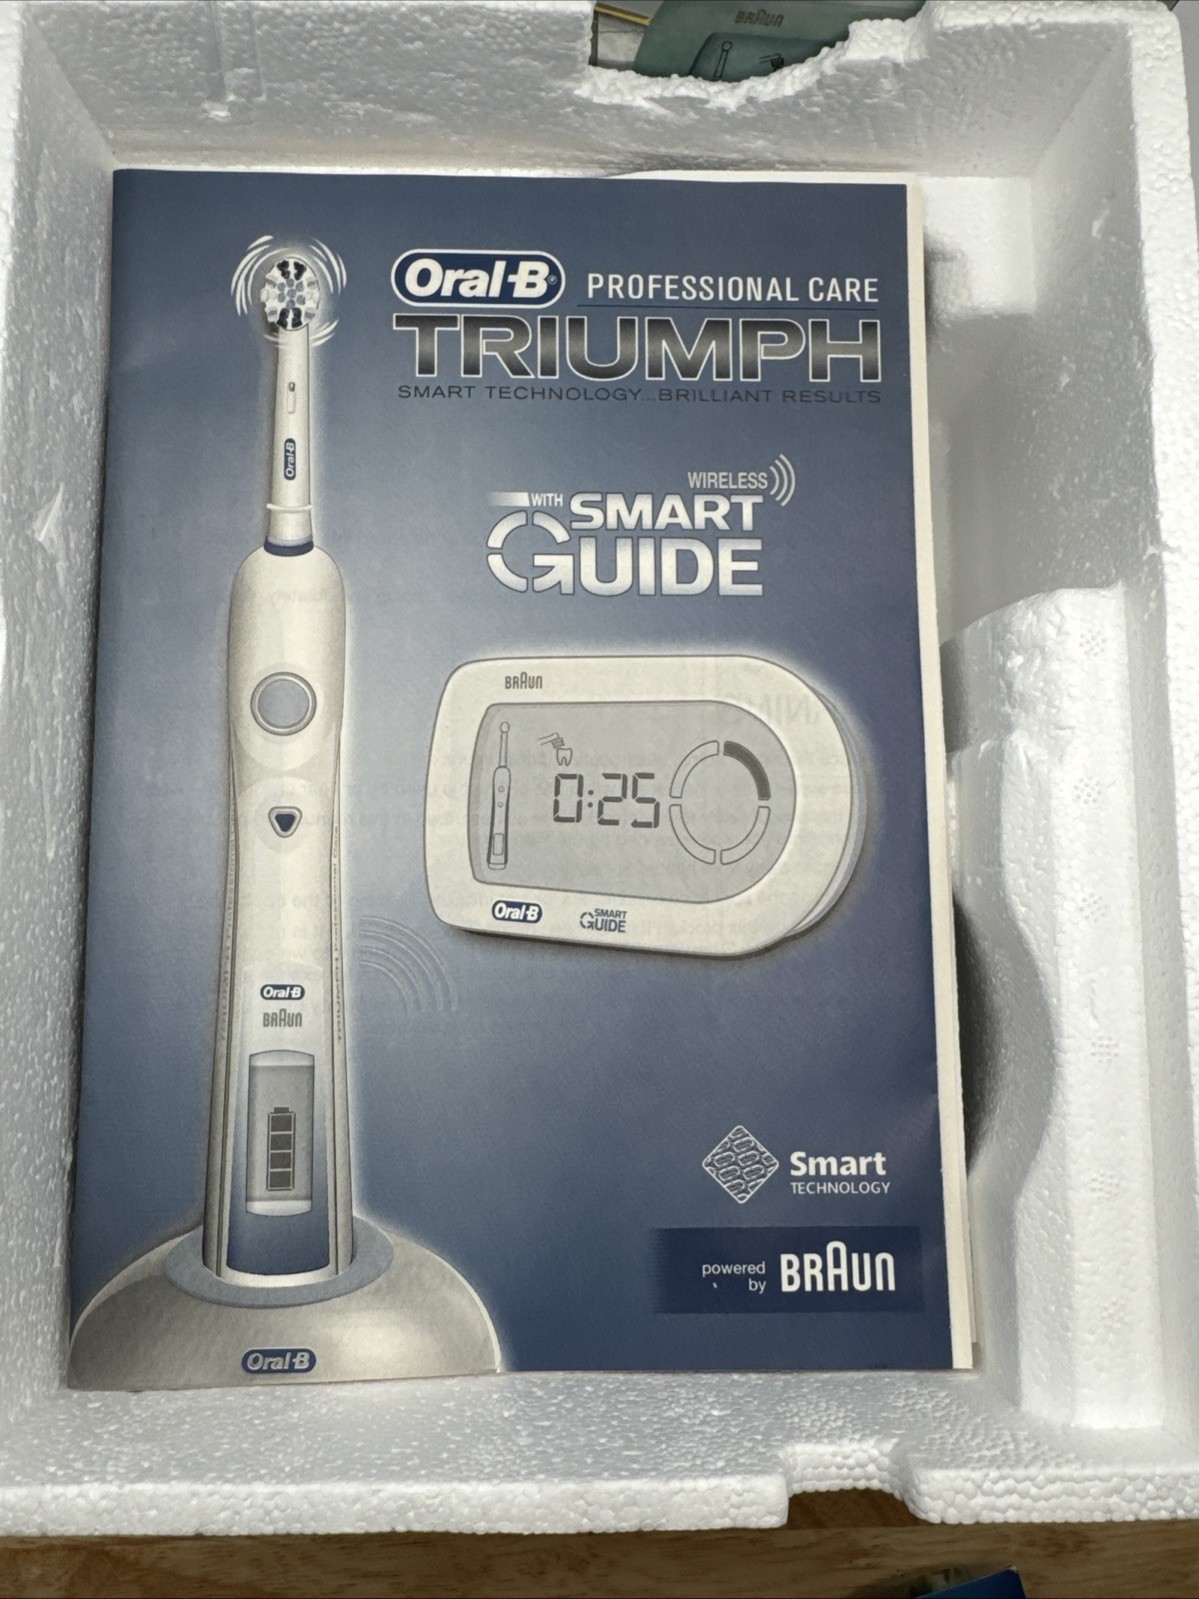 BRAUN
Oral-B® PROFESSIONAL CARE
TRIUMPH
SMART TECHNOLOGY...BRILLIANT RESULTS
WIRELESS
WITH SMART
GUIDE
Oral-B
BRAUN
0:25
Oral-B SMART
GUIDE
Oral-B
BRAUN
Smart
TECHNOLOGY
powered
by BRAUN
Oral-B